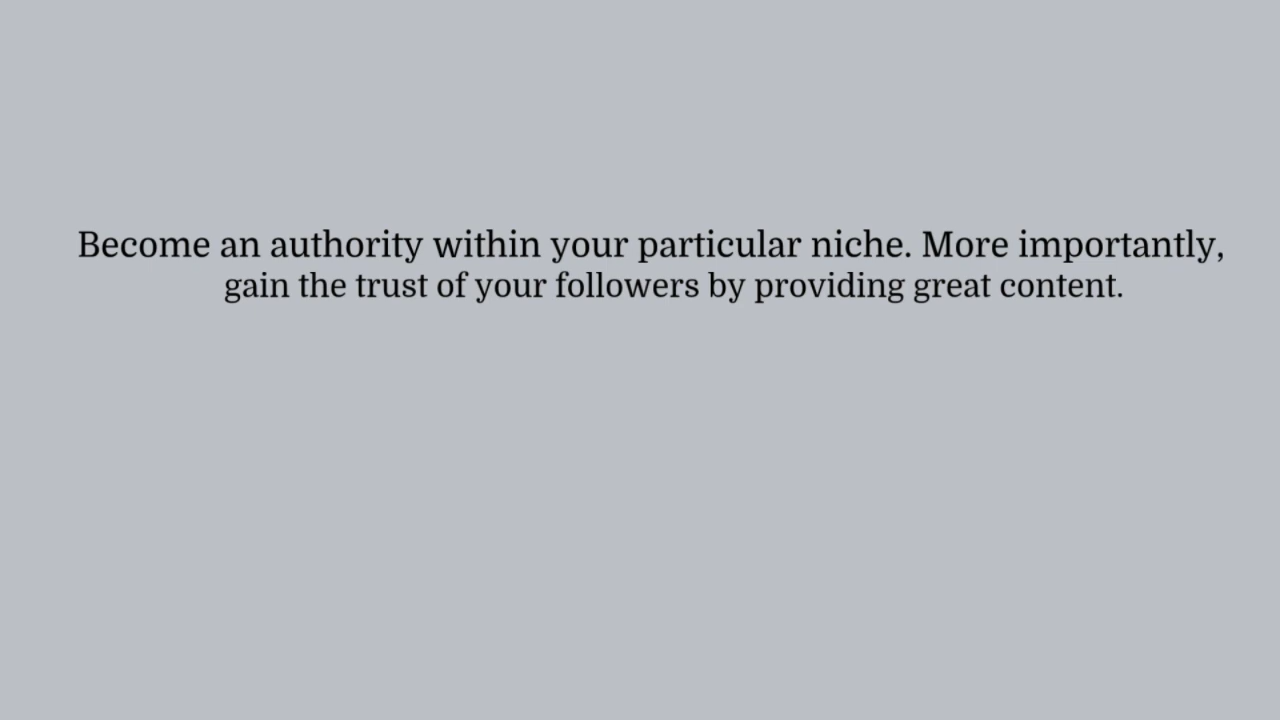 Become an authority within your particular niche. More importantly,
gain the trust of your followers by providing great content.